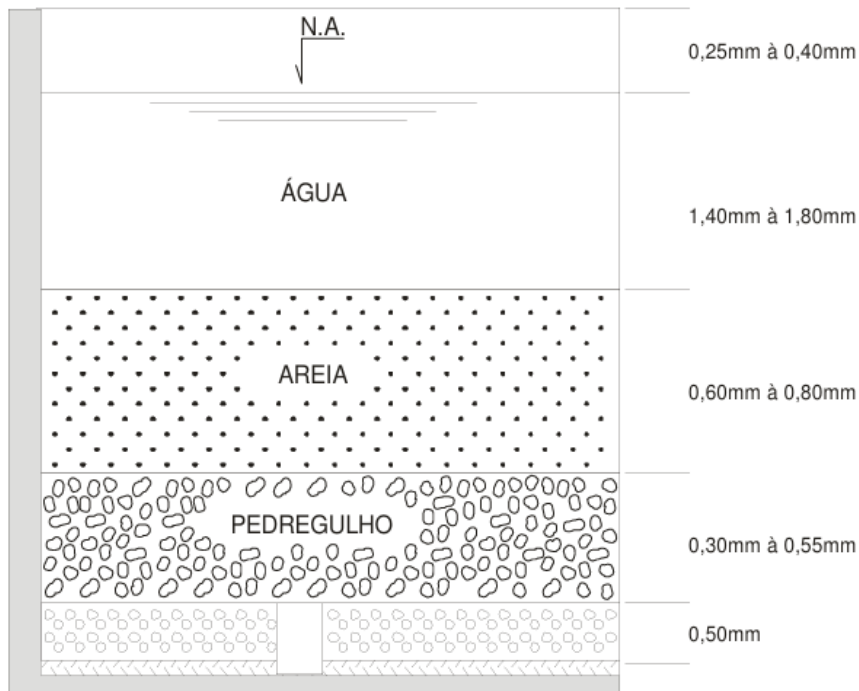 N.A.
0,25mm à 0,40mm
ÁGUA
1,40mm à 1,80mm
AREIA
0,60mm à 0,80mm
PEDREGULHO
0,30mm à 0,55mm
0,50mm